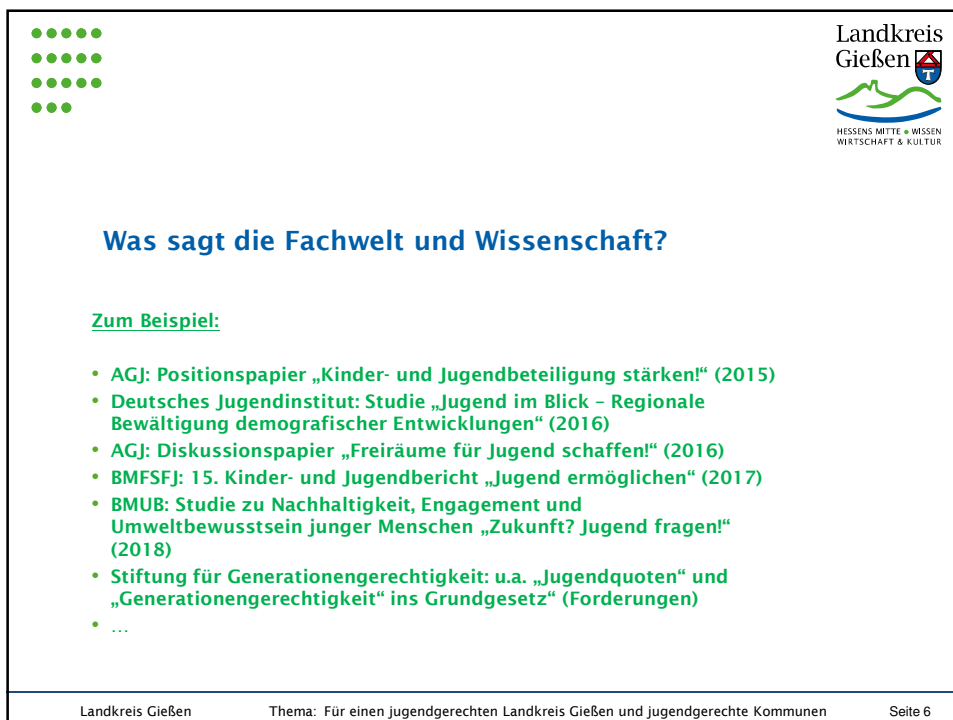 Landkreis
Gießen
T
HESSENS MITTE ● WISSEN
WIRTSCHAFT & KULTUR
Was sagt die Fachwelt und Wissenschaft?
Zum Beispiel:
• AGJ: Positionspapier „Kinder- und Jugendbeteiligung stärken!“ (2015)
• Deutsches Jugendinstitut: Studie „Jugend im Blick – Regionale
Bewältigung demografischer Entwicklungen“ (2016)
• AGJ: Diskussionspapier „Freiräume für Jugend schaffen!“ (2016)
• BMFSFJ: 15. Kinder- und Jugendbericht „Jugend ermöglichen“ (2017)
• BMUB: Studie zu Nachhaltigkeit, Engagement und
Umweltbewusstsein junger Menschen „Zukunft? Jugend fragen!“
(2018)
• Stiftung für Generationengerechtigkeit: u.a. „Jugendquoten“ und
„Generationengerechtigkeit“ ins Grundgesetz“ (Forderungen)
• …
Landkreis Gießen Thema: Für einen jugendgerechten Landkreis Gießen und jugendgerechte Kommunen Seite 6